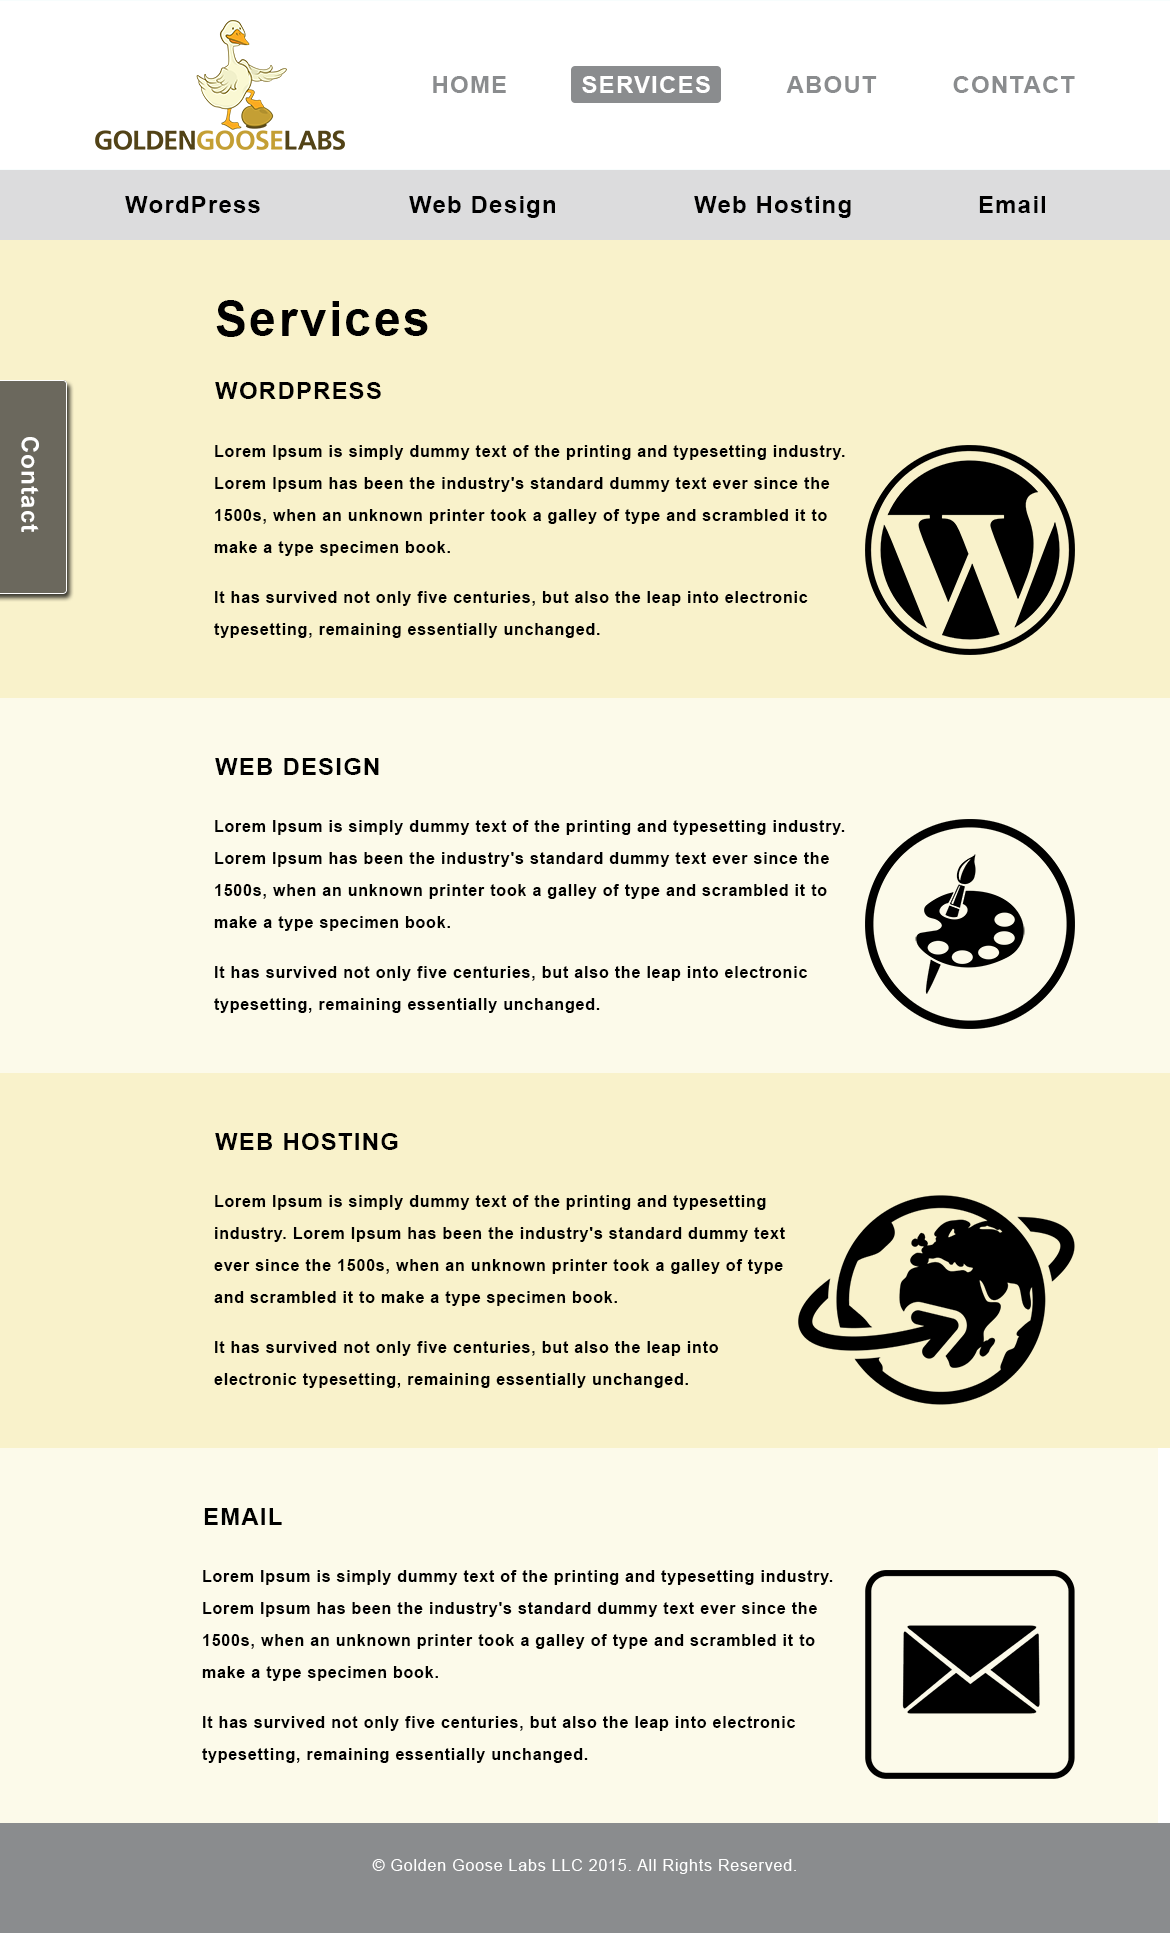 GOLDENGOOSELABS
HOME SERVICES ABOUT CONTACT
WordPress Web Design Web Hosting Email
Services
WORDPRESS
Contact
Lorem Ipsum is simply dummy text of the printing and typesetting industry.
Lorem Ipsum has been the industry's standard dummy text ever since the
1500s, when an unknown printer took a galley of type and scrambled it to
make a type specimen book.
It has survived not only five centuries, but also the leap into electronic
typesetting, remaining essentially unchanged.
WEB DESIGN
Lorem Ipsum is simply dummy text of the printing and typesetting industry.
Lorem Ipsum has been the industry's standard dummy text ever since the
1500s, when an unknown printer took a galley of type and scrambled it to
make a type specimen book.
It has survived not only five centuries, but also the leap into electronic
typesetting, remaining essentially unchanged.
WEB HOSTING
Lorem Ipsum is simply dummy text of the printing and typesetting
industry. Lorem Ipsum has been the industry's standard dummy text
ever since the 1500s, when an unknown printer took a galley of type
and scrambled it to make a type specimen book.
It has survived not only five centuries, but also the leap into
electronic typesetting, remaining essentially unchanged.
EMAIL
Lorem Ipsum is simply dummy text of the printing and typesetting industry.
Lorem Ipsum has been the industry's standard dummy text ever since the
1500s, when an unknown printer took a galley of type and scrambled it to
make a type specimen book.
It has survived not only five centuries, but also the leap into electronic
typesetting, remaining essentially unchanged.
© Golden Goose Labs LLC 2015. All Rights Reserved.